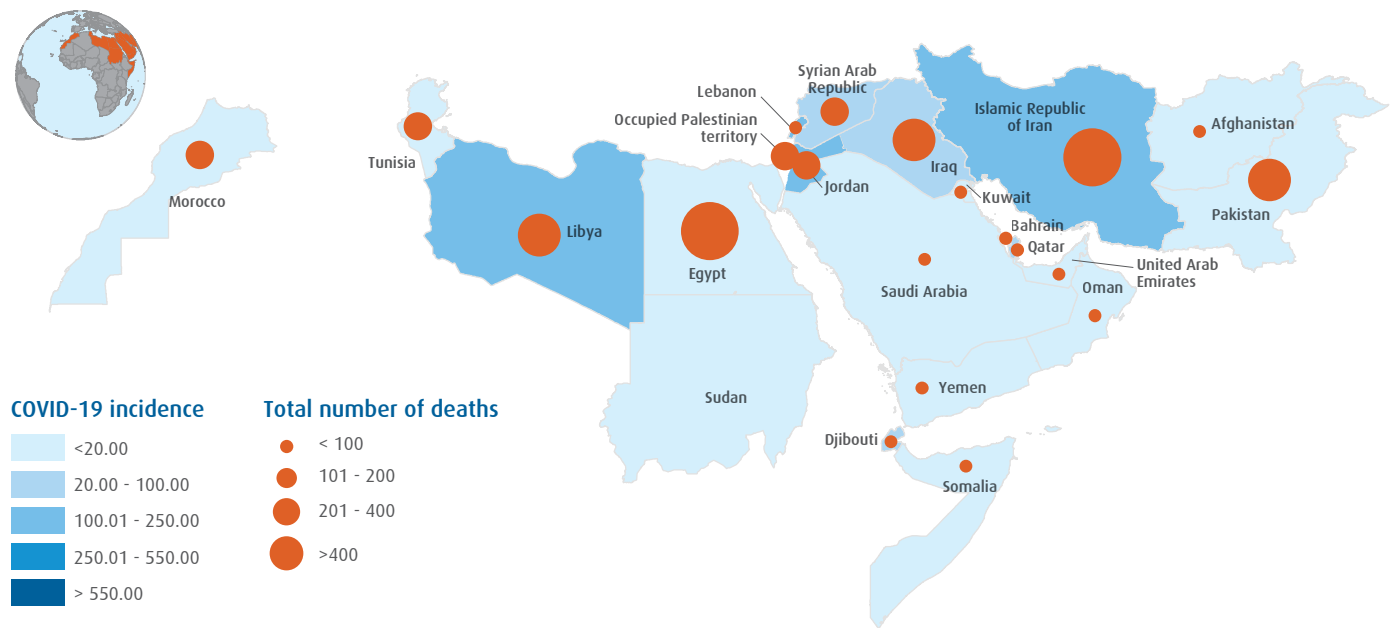 Syrian Arab
Republic
Lebanon
Occupied Palestinian
territory
Islamic Republic
of Iran
Afghanistan
Tunisia
Iraq
Jordan
Kuwait
Morocco
Pakistan
Bahrain
Libya
Qatar
Egypt
United Arab
Emirates
Saudi Arabia
Oman
Yemen
Sudan
Djibouti
Somalia
COVID-19 incidence
<20.00
20.00 - 100.00
100.01 - 250.00
250.01 - 550.00
> 550.00
Total number of deaths
< 100
101 - 200
201 - 400
>400